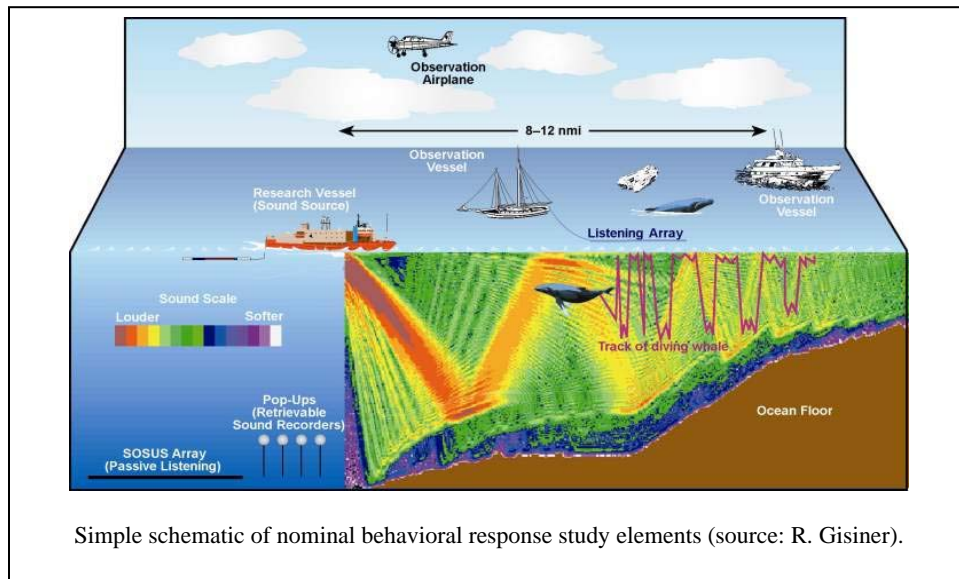 Observation
Airplane
8–12 nmi
Observation
Vessel
Research Vessel
(Sound Source)
Observation
Vessel
Listening Array
Sound Scale
Louder Softer
Track of diving whale
Pop-Ups
(Retrievable
Sound Recorders)
Ocean Floor
SOSUS Array
(Passive Listening)
Simple schematic of nominal behavioral response study elements (source: R. Gisiner).